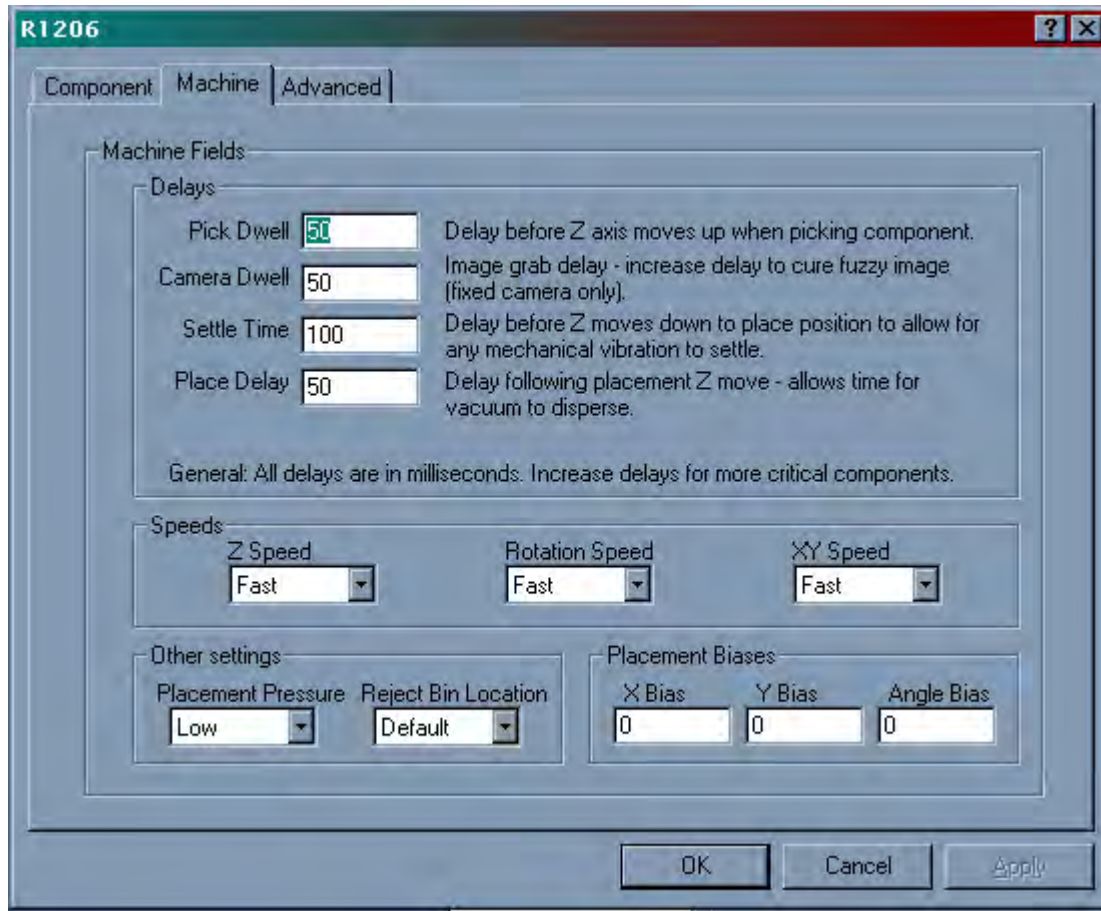 R1206
Component Machine Advanced
Machine Fields
Delays
Pick Dwell 50 Delay before Z axis moves up when picking component.
Camera Dwell 50 Image grab delay - increase delay to cure fuzzy image
(fixed camera only).
Settle Time 100 Delay before Z moves down to place position to allow for
any mechanical vibration to settle.
Place Delay 50 Delay following placement Z move - allows time for
vacuum to disperse.
General: All delays are in milliseconds. Increase delays for more critical components.
Speeds
Z Speed Rotation Speed XY Speed
Fast Fast Fast
Other settings Placement Biases
Placement Pressure Reject Bin Location X Bias Y Bias Angle Bias
Low Default 0 0 0
OK Cancel Apply